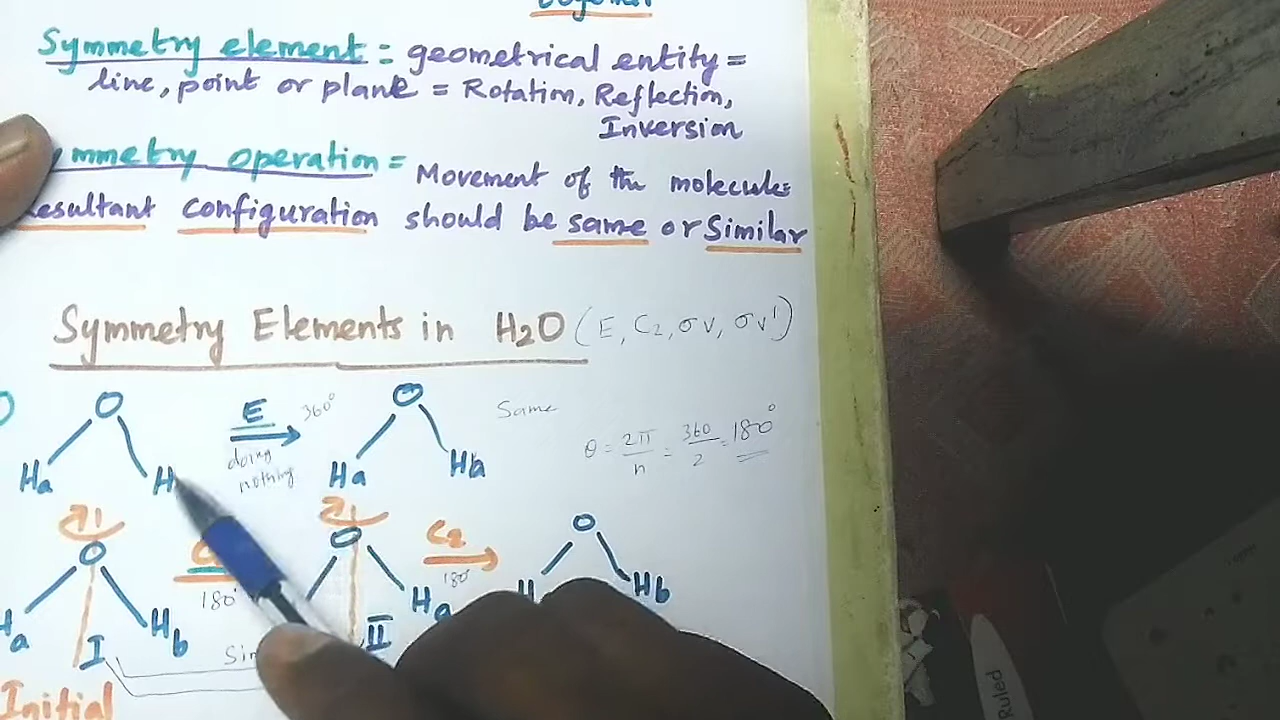 Symmetry element = geometrical entity =
line, point or plane = Rotation, Reflection,
Inversion
mmetry operation = Movement of the molecules
esultant configuration should be same or Similar
Symmetry Elements in H2O (E, C2, σv, σv')
O E 360° O Same
doing
nothing
Ha H Ha Hb
θ = 2π/n = 360/2 = 180°
O O C2 O
180° 180°
Ha Hb Ha H Hb
I II
Initial
Ruled